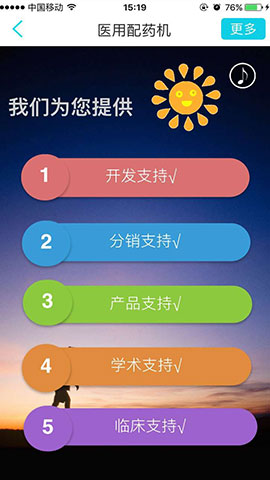 中国移动 15:19 76%
医用配药机 更多
我们为您提供
1 开发支持√
2 分销支持√
3 产品支持√
4 学术支持√
5 临床支持√